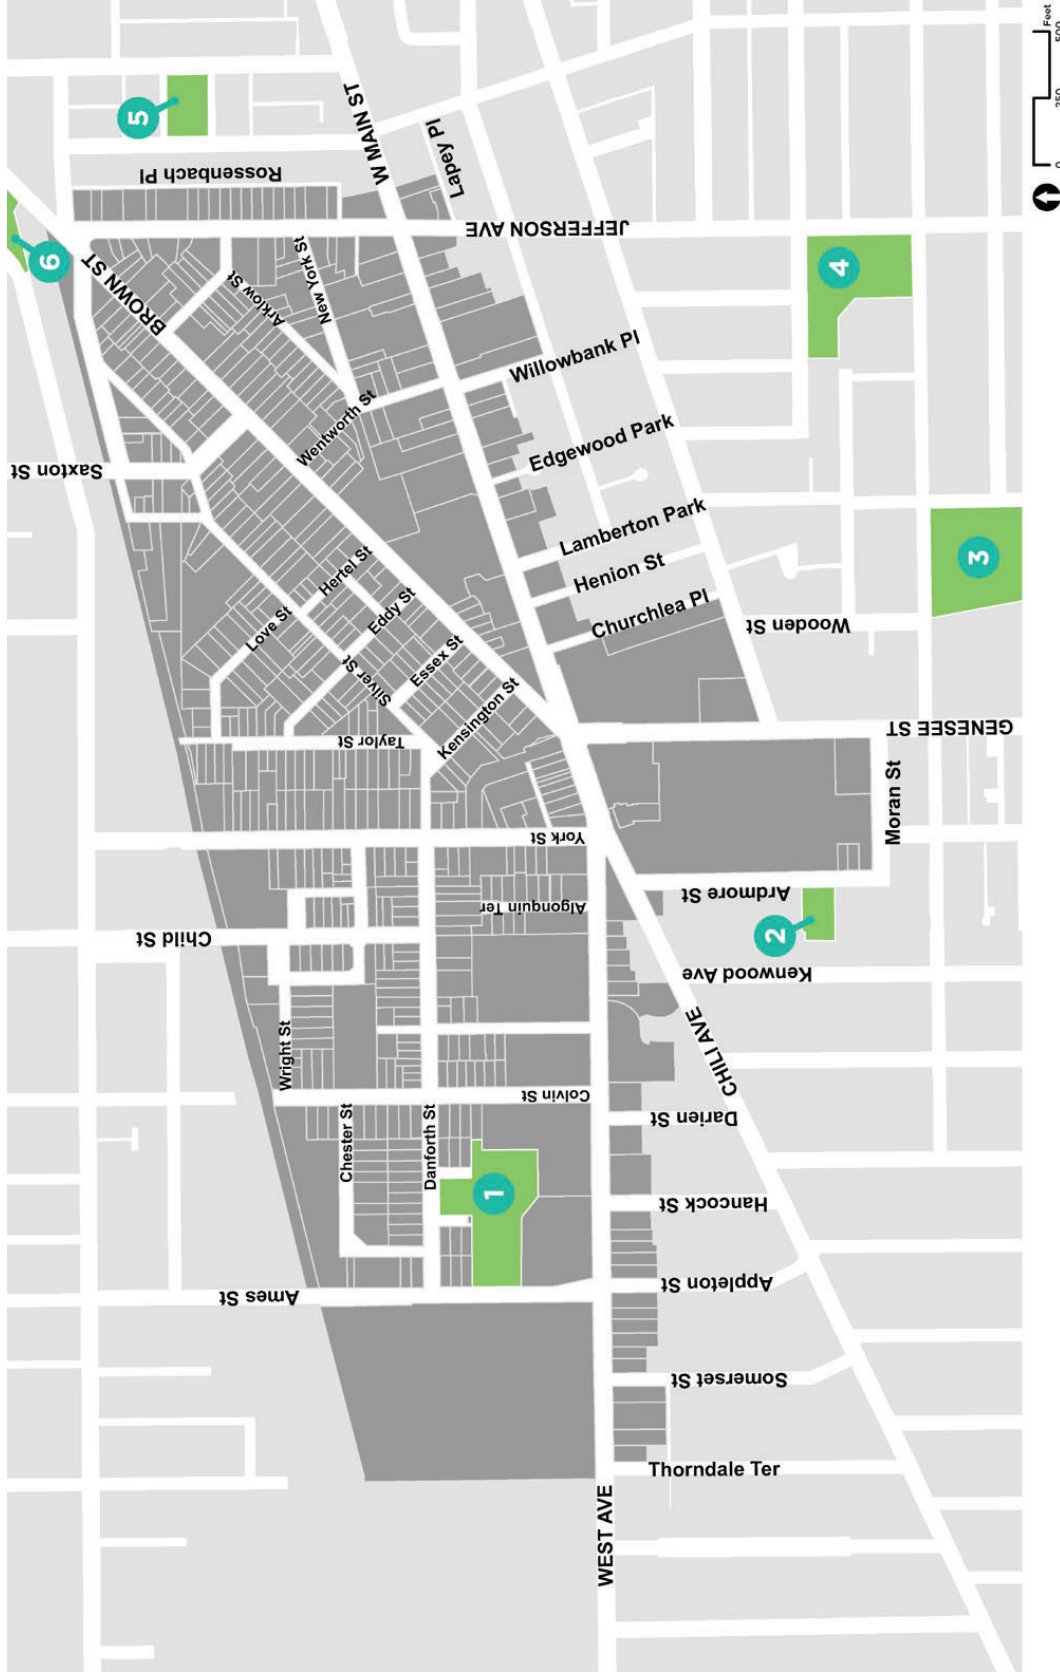 Saxton St
BROWN ST
6
5
Rossenbach Pl
W MAIN ST
Lapey Pl
JEFFERSON AVE
Arklow St
New York St
Wentworth St
Willowbank Pl
Edgewood Park
Lamberton Park
Henion St
Churchlea Pl
Wooden St
4
3
Love St
Hertel St
Eddy St
Silver St
Essex St
Kensington St
Taylor St
GENESEE ST
Moran St
York St
Algonquin Ter
Ardmore St
2
Kenwood Ave
Child St
Wright St
CHILI AVE
Colvin St
Darien St
Chester St
Danforth St
1
Hancock St
Ames St
Appleton St
Somerset St
Thorndale Ter
WEST AVE
0 250 500
Feet